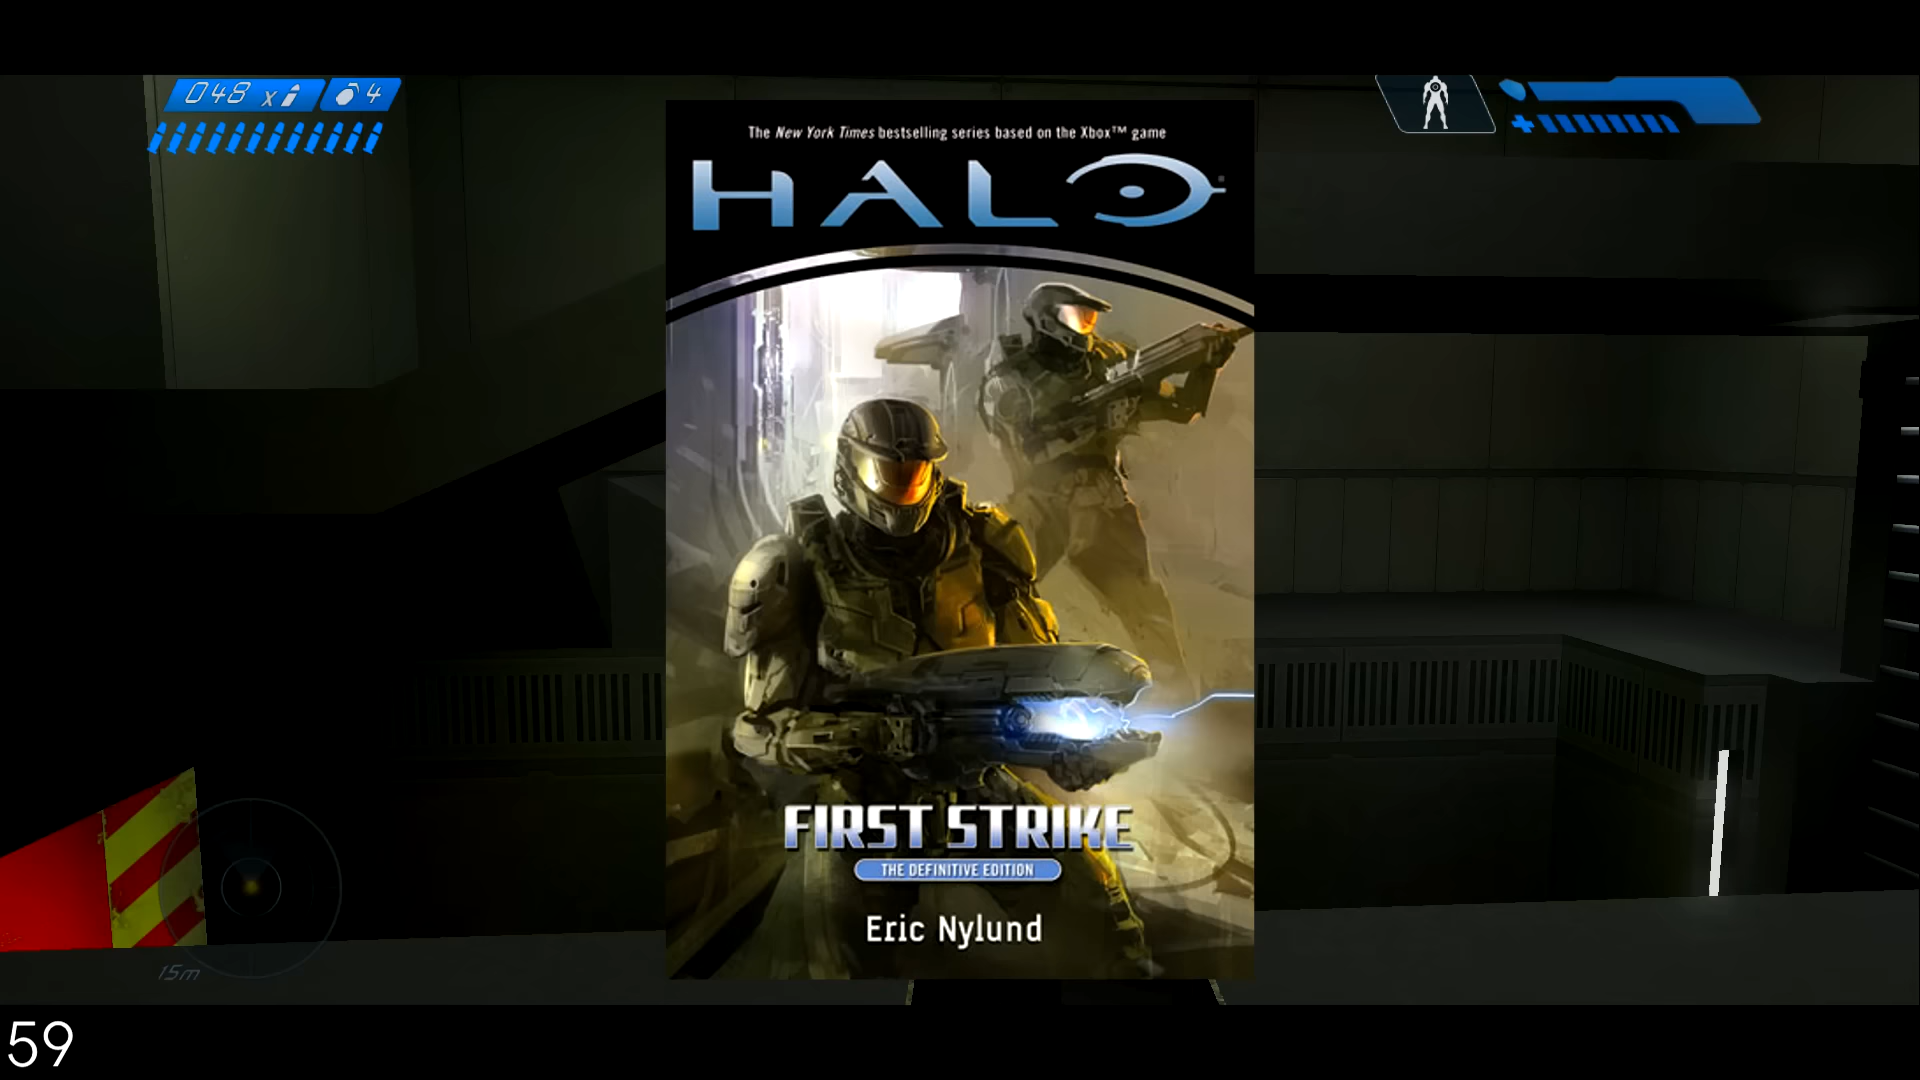 048 x 4
The New York Times bestselling series based on the Xbox™ game
HALO
FIRST STRIKE
THE DEFINITIVE EDITION
Eric Nylund
15m
59